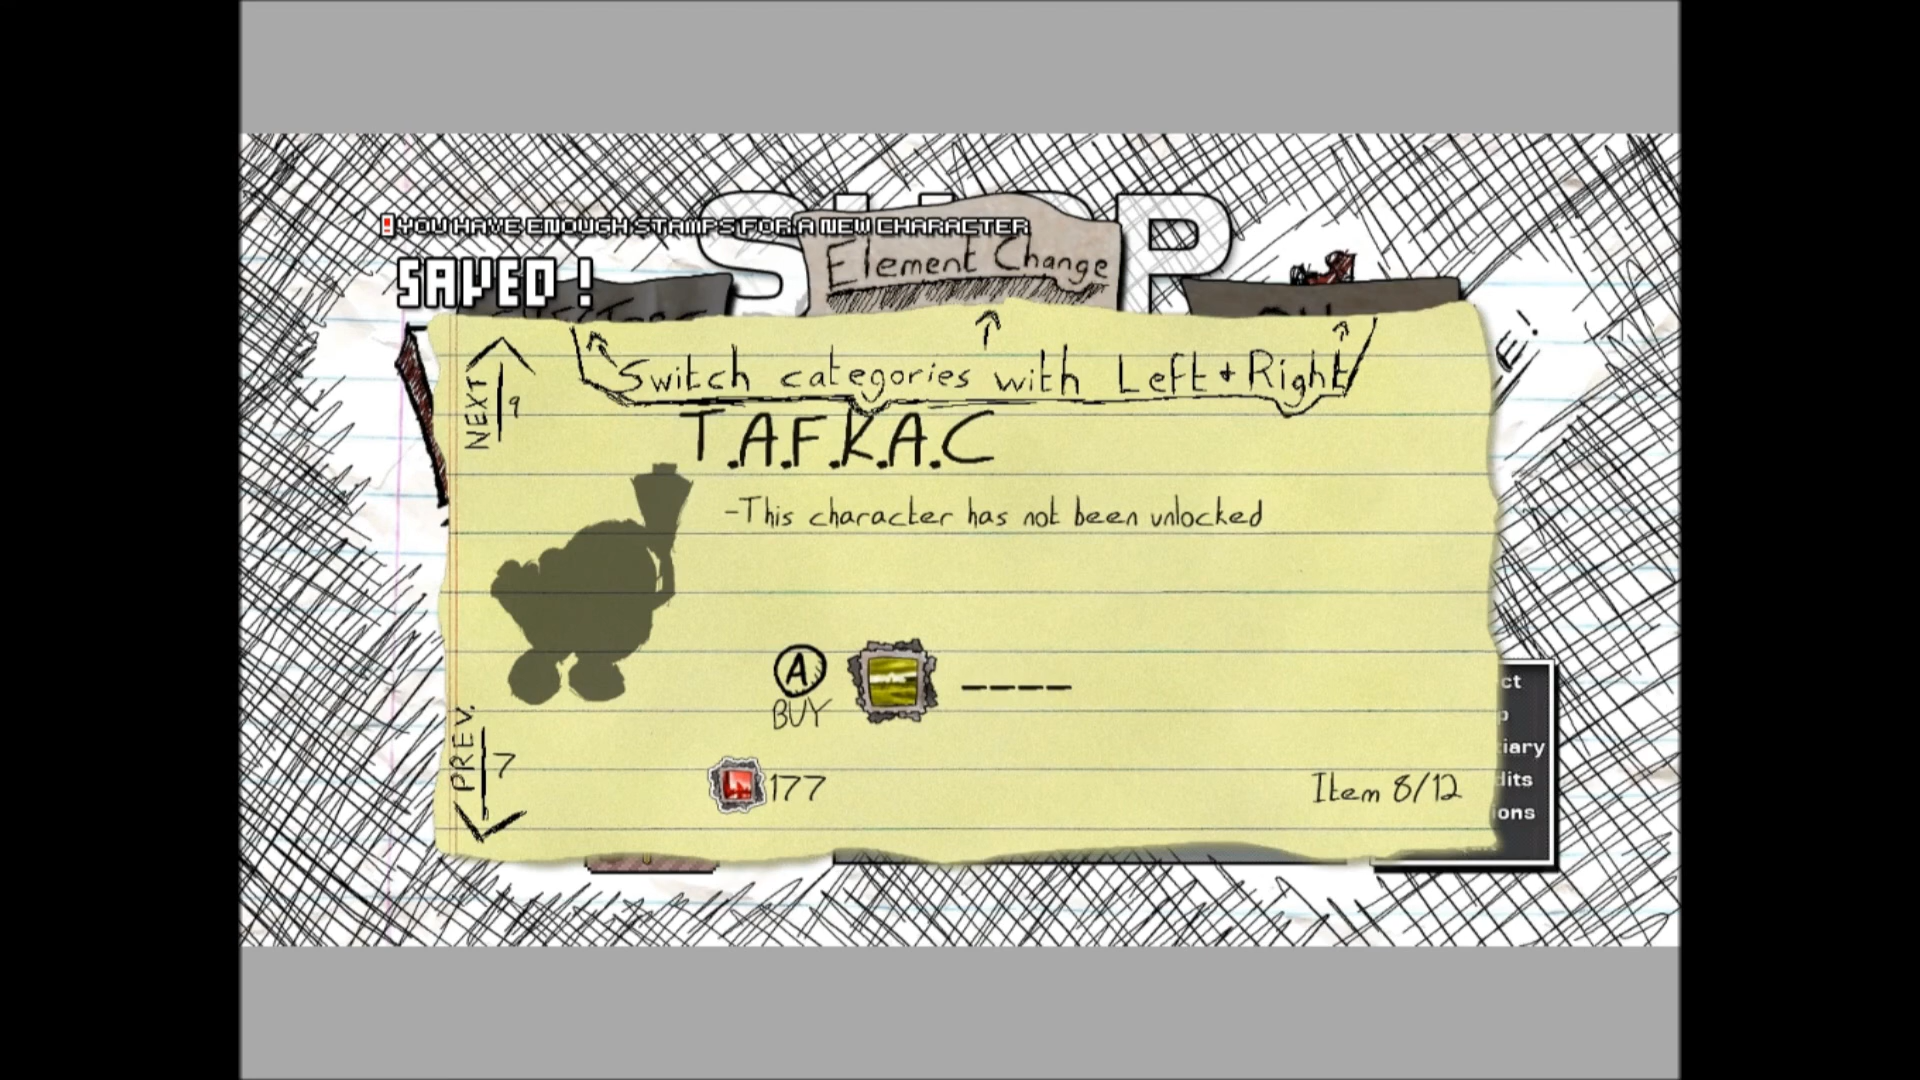 SHOP
!YOU HAVE ENOUGH STAMPS FOR A NEW CHARACTER
Element Change
SAVED !
Switch categories with Left + Right
NEXT 9
T.A.F.K.A.C
-This character has not been unlocked
A
BUY
----
PREV. 7
177
Item 8/12